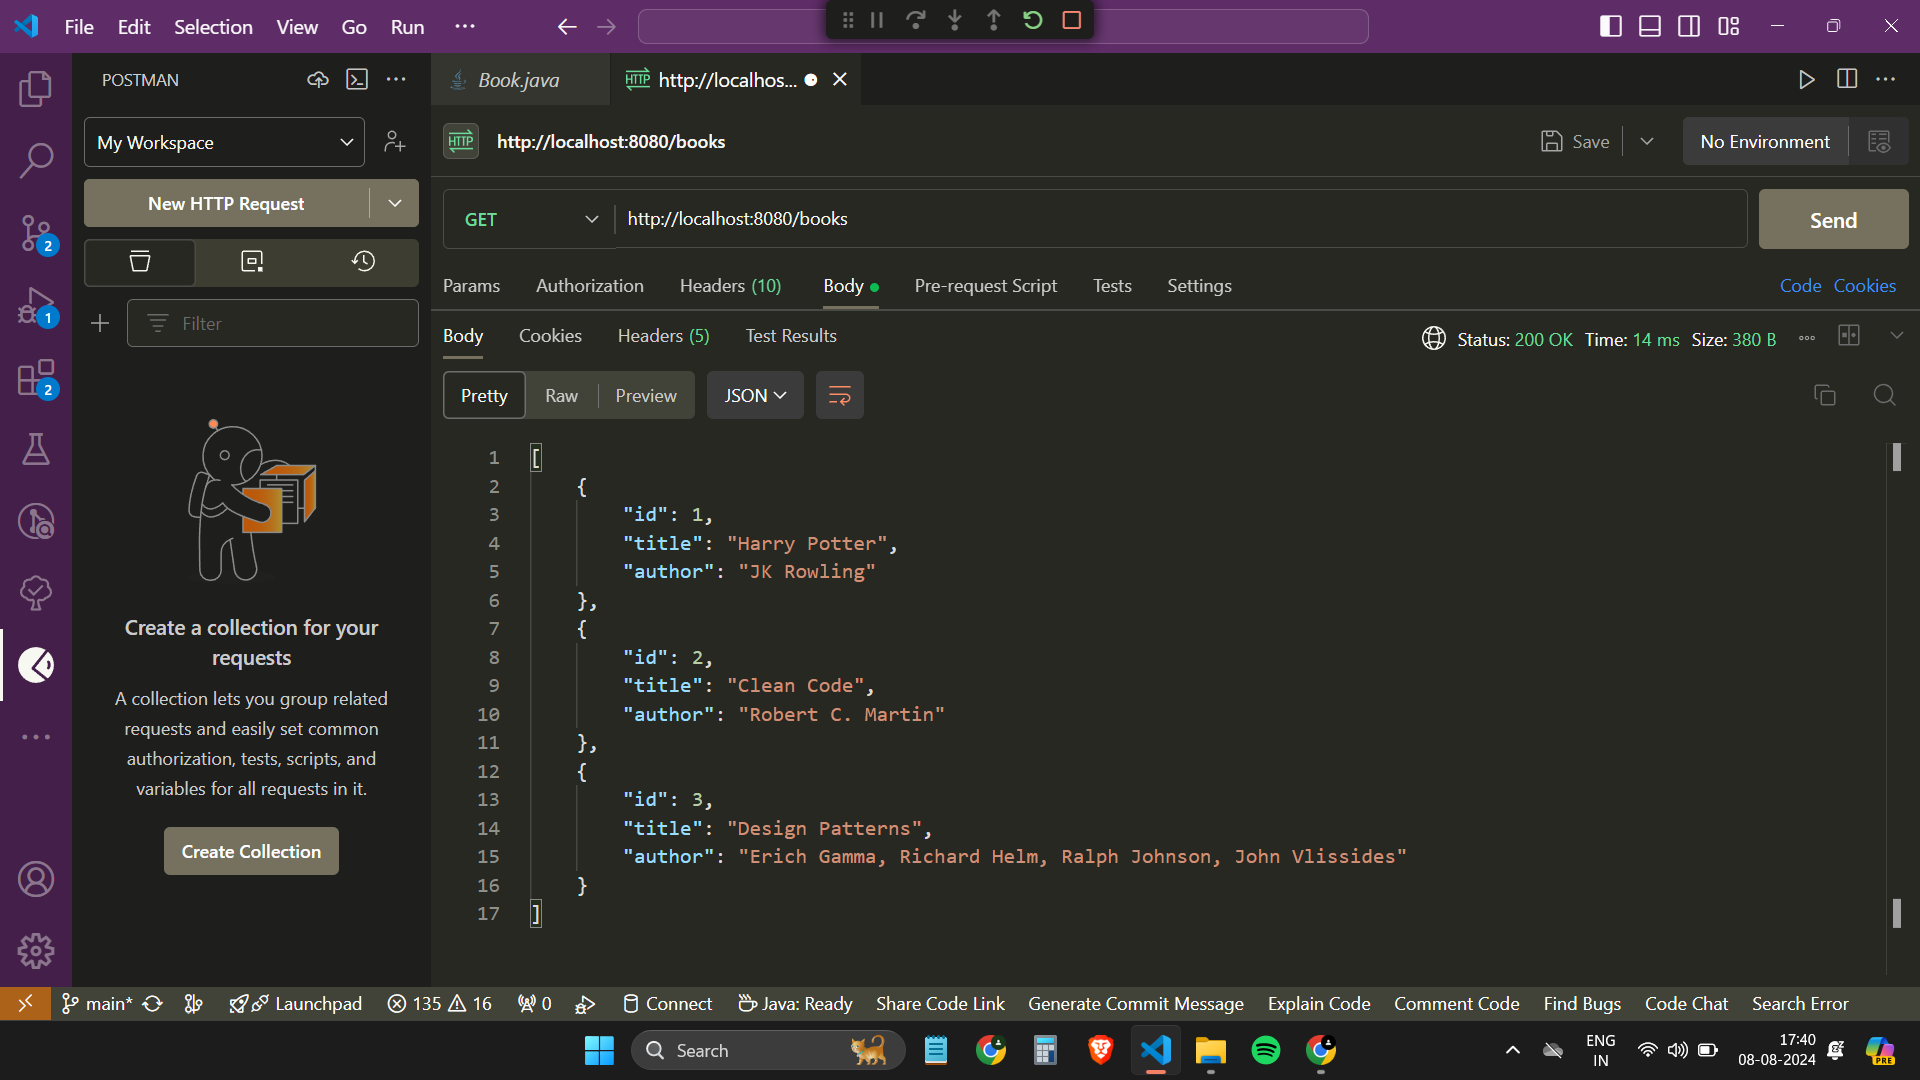 File Edit Selection View Go Run ···
POSTMAN
Book.java
HTTP http://localhos...
My Workspace
HTTP http://localhost:8080/books
Save
No Environment
New HTTP Request
GET
http://localhost:8080/books
Send
Params Authorization Headers (10) Body Pre-request Script Tests Settings
Code Cookies
Filter
Body Cookies Headers (5) Test Results
Status: 200 OK Time: 14 ms Size: 380 B
Pretty Raw Preview JSON
1 [
2 {
3 "id": 1,
4 "title": "Harry Potter",
5 "author": "JK Rowling"
6 },
7 {
8 "id": 2,
9 "title": "Clean Code",
10 "author": "Robert C. Martin"
11 },
12 {
13 "id": 3,
14 "title": "Design Patterns",
15 "author": "Erich Gamma, Richard Helm, Ralph Johnson, John Vlissides"
16 }
17 ]
2
1
2
Create a collection for your
requests
A collection lets you group related
requests and easily set common
authorization, tests, scripts, and
variables for all requests in it.
Create Collection
main* Launchpad 135 16 0 Connect Java: Ready Share Code Link Generate Commit Message Explain Code Comment Code Find Bugs Code Chat Search Error
Search
ENG
IN
17:40
08-08-2024
PRE